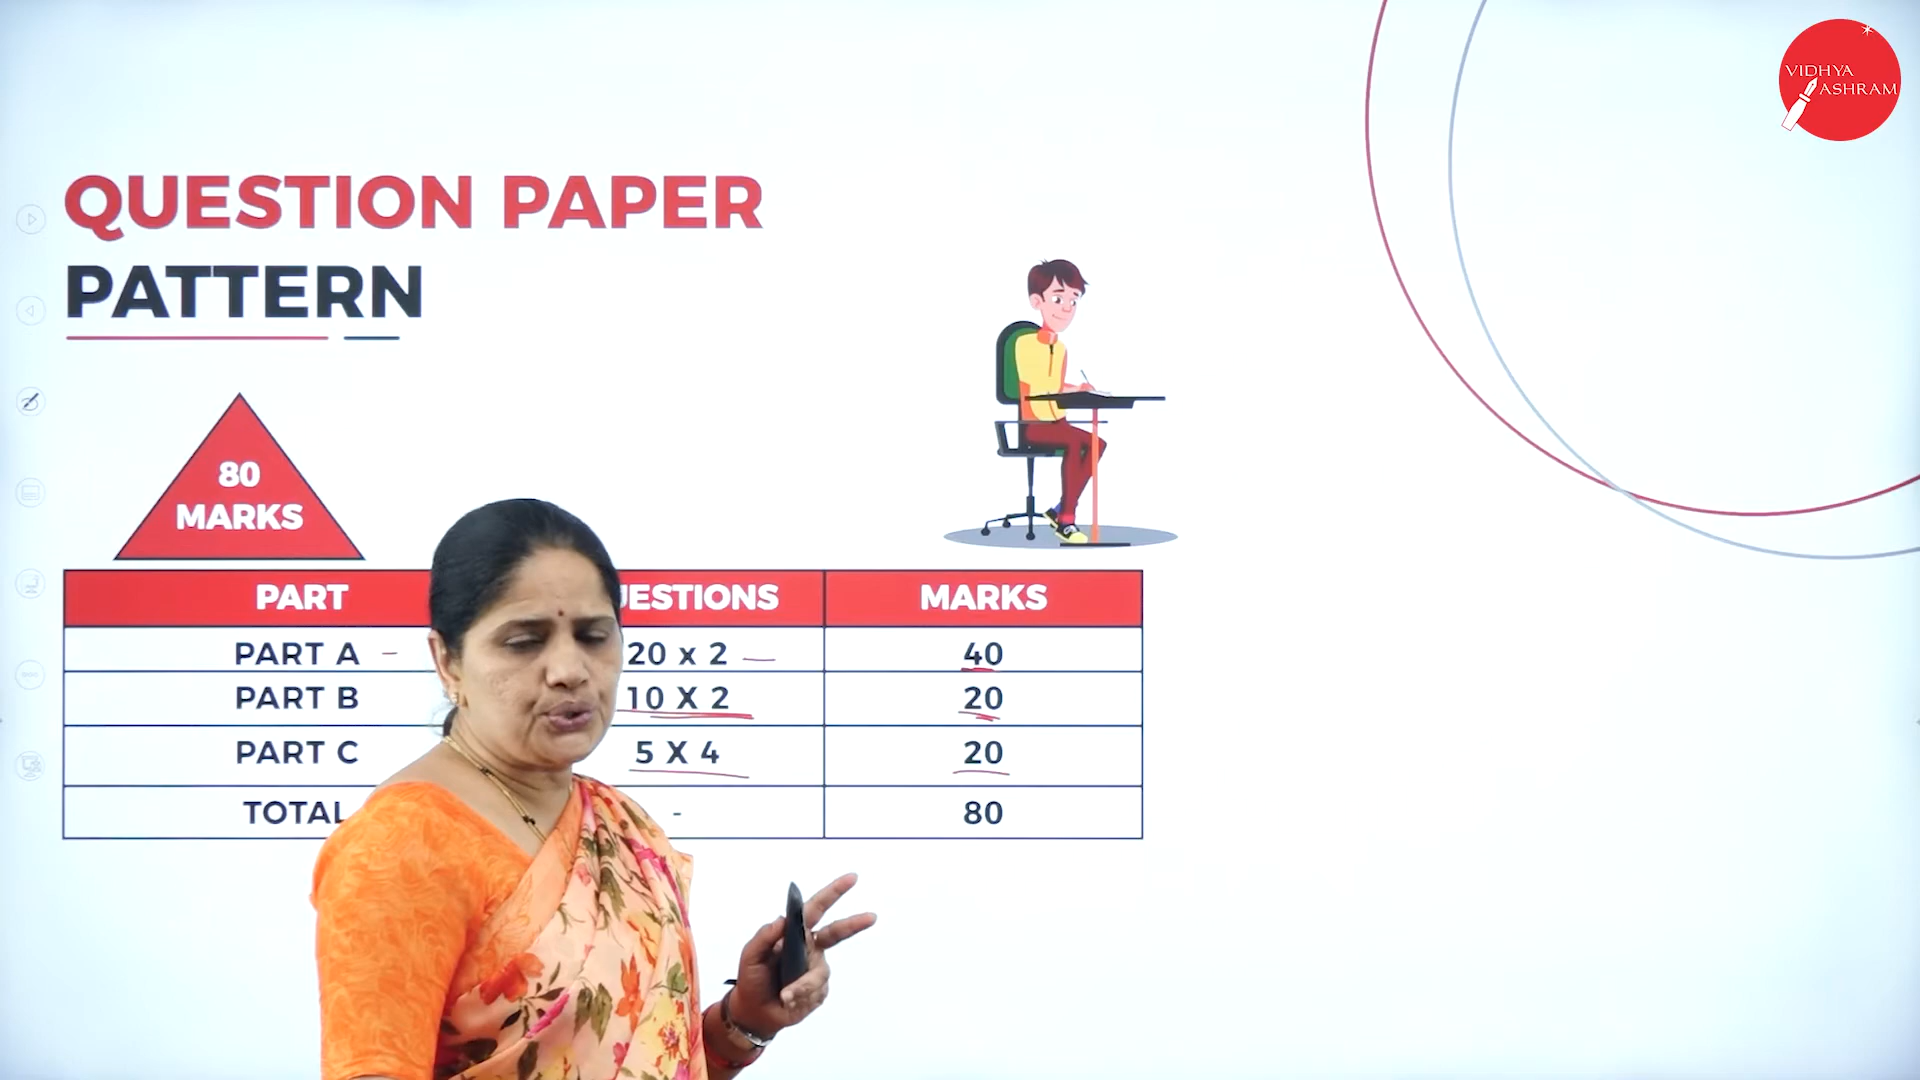 VIDHYA
ASHRAM
QUESTION PAPER
PATTERN
80
MARKS
PART MARKS
PART A 20 x 2 40
PART B 10 X 2 20
PART C 5 X 4 20
TOTAL - 80